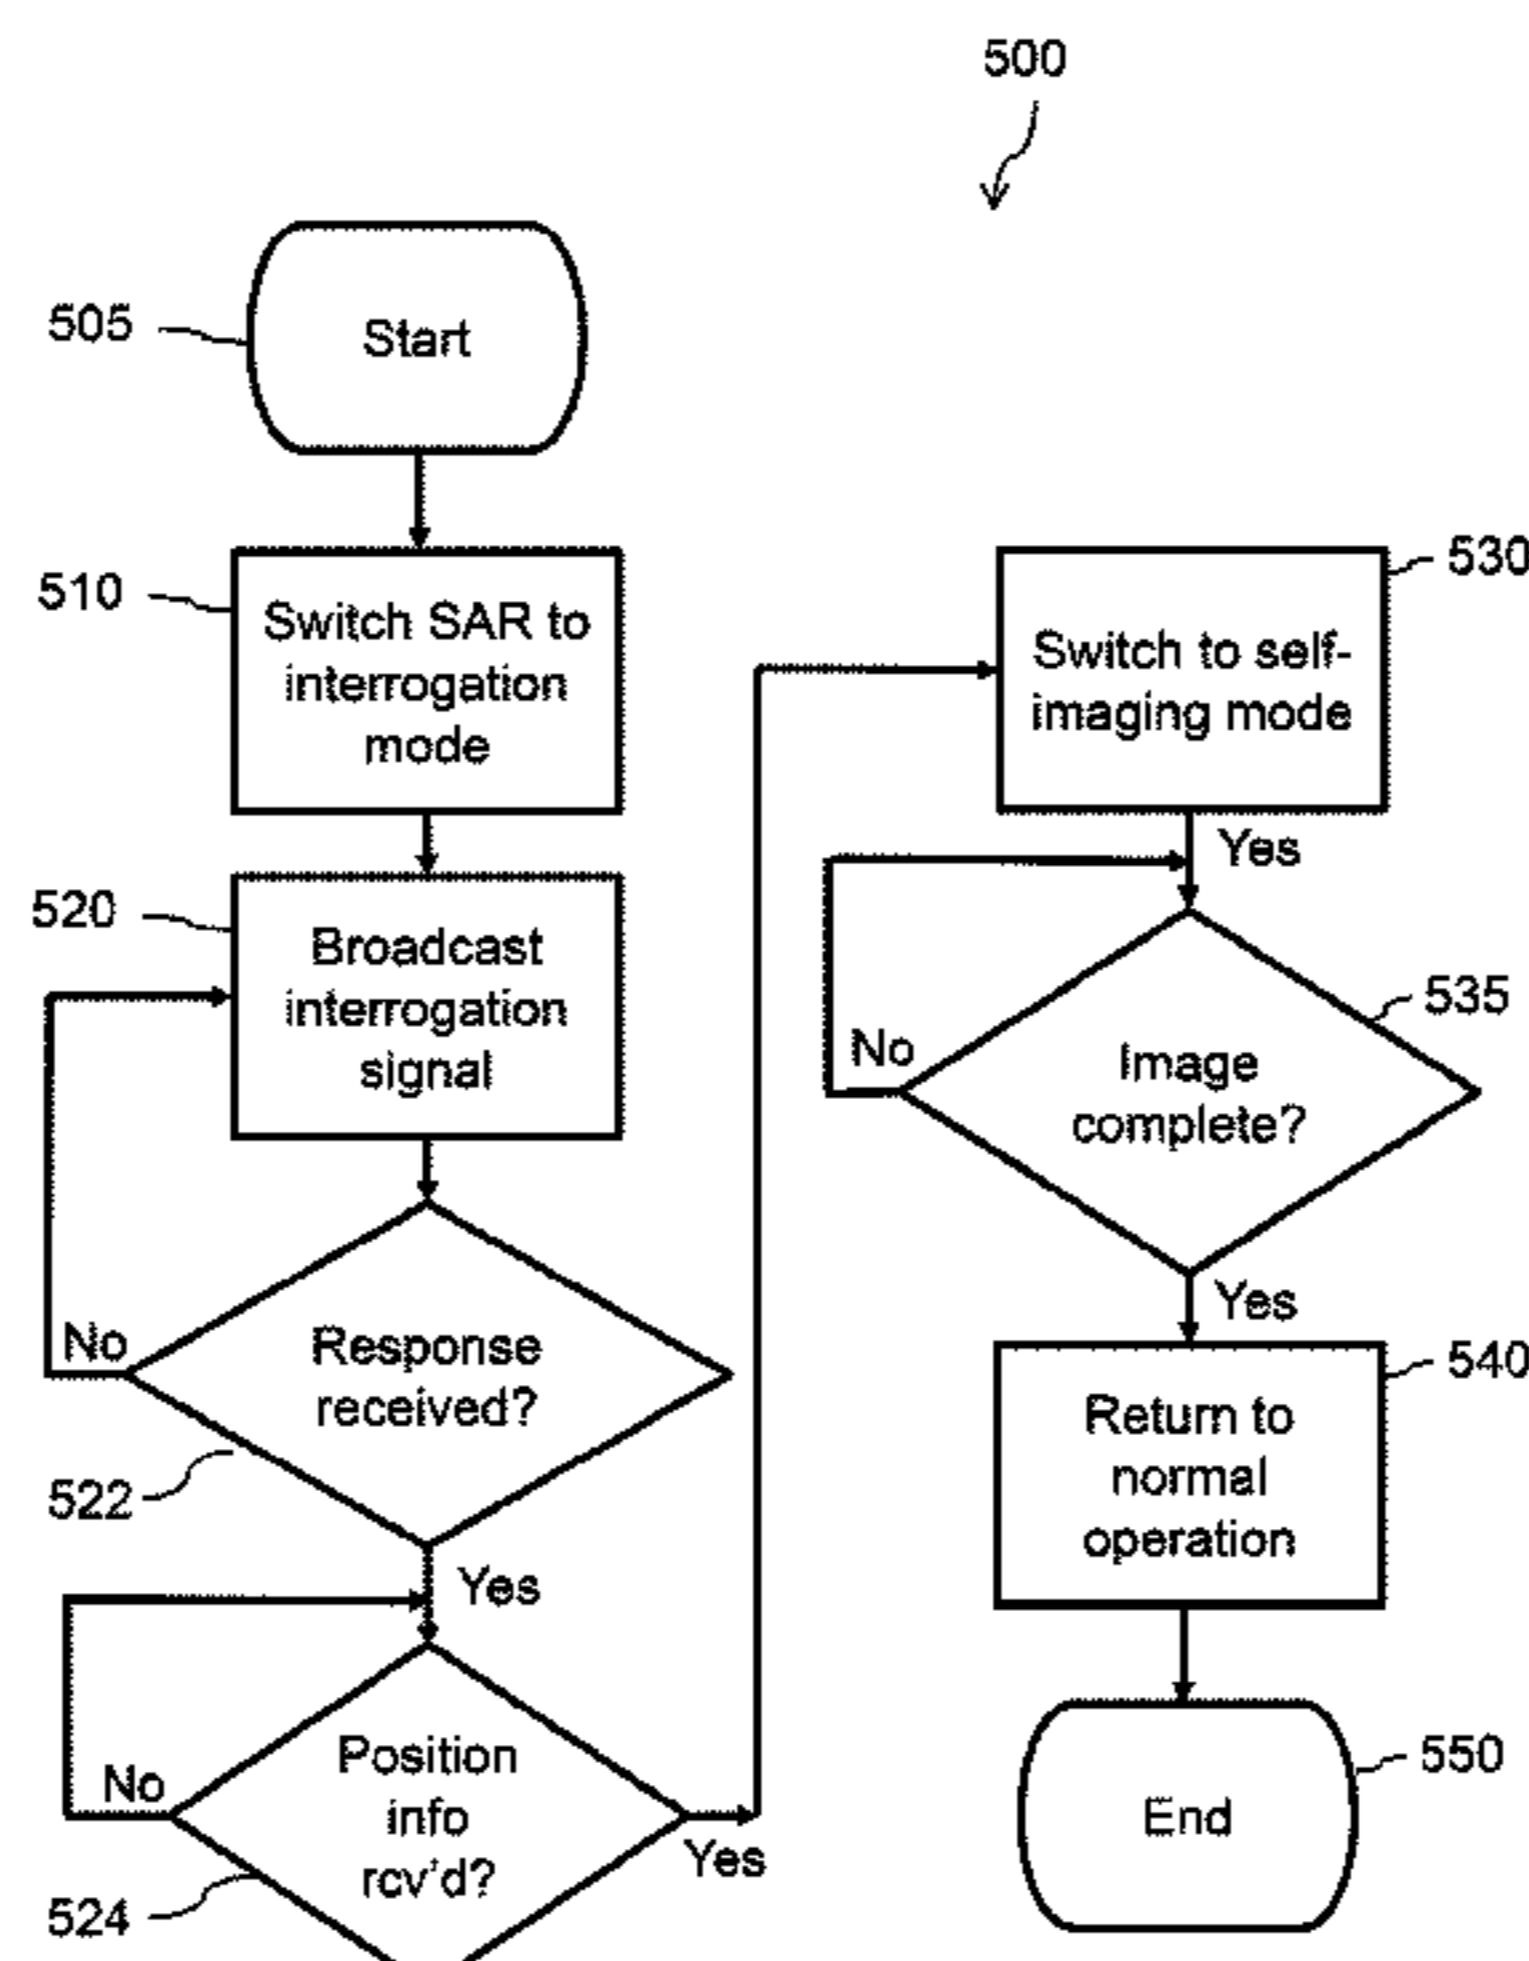 500
505
Start
510
Switch SAR to
interrogation
mode
520
Broadcast
interrogation
signal
No
Response
received?
522
Yes
No
Position
info
rcv'd?
Yes
524
530
Switch to self-
imaging mode
Yes
535
No
Image
complete?
Yes
540
Return to
normal
operation
550
End